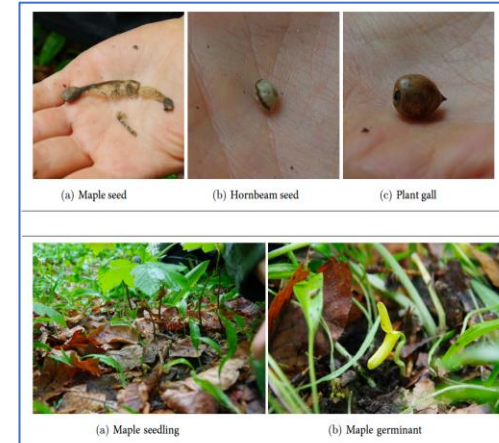 (a) Maple seed
(b) Hornbeam seed
(c) Plant gall
(a) Maple seedling
(b) Maple germinant